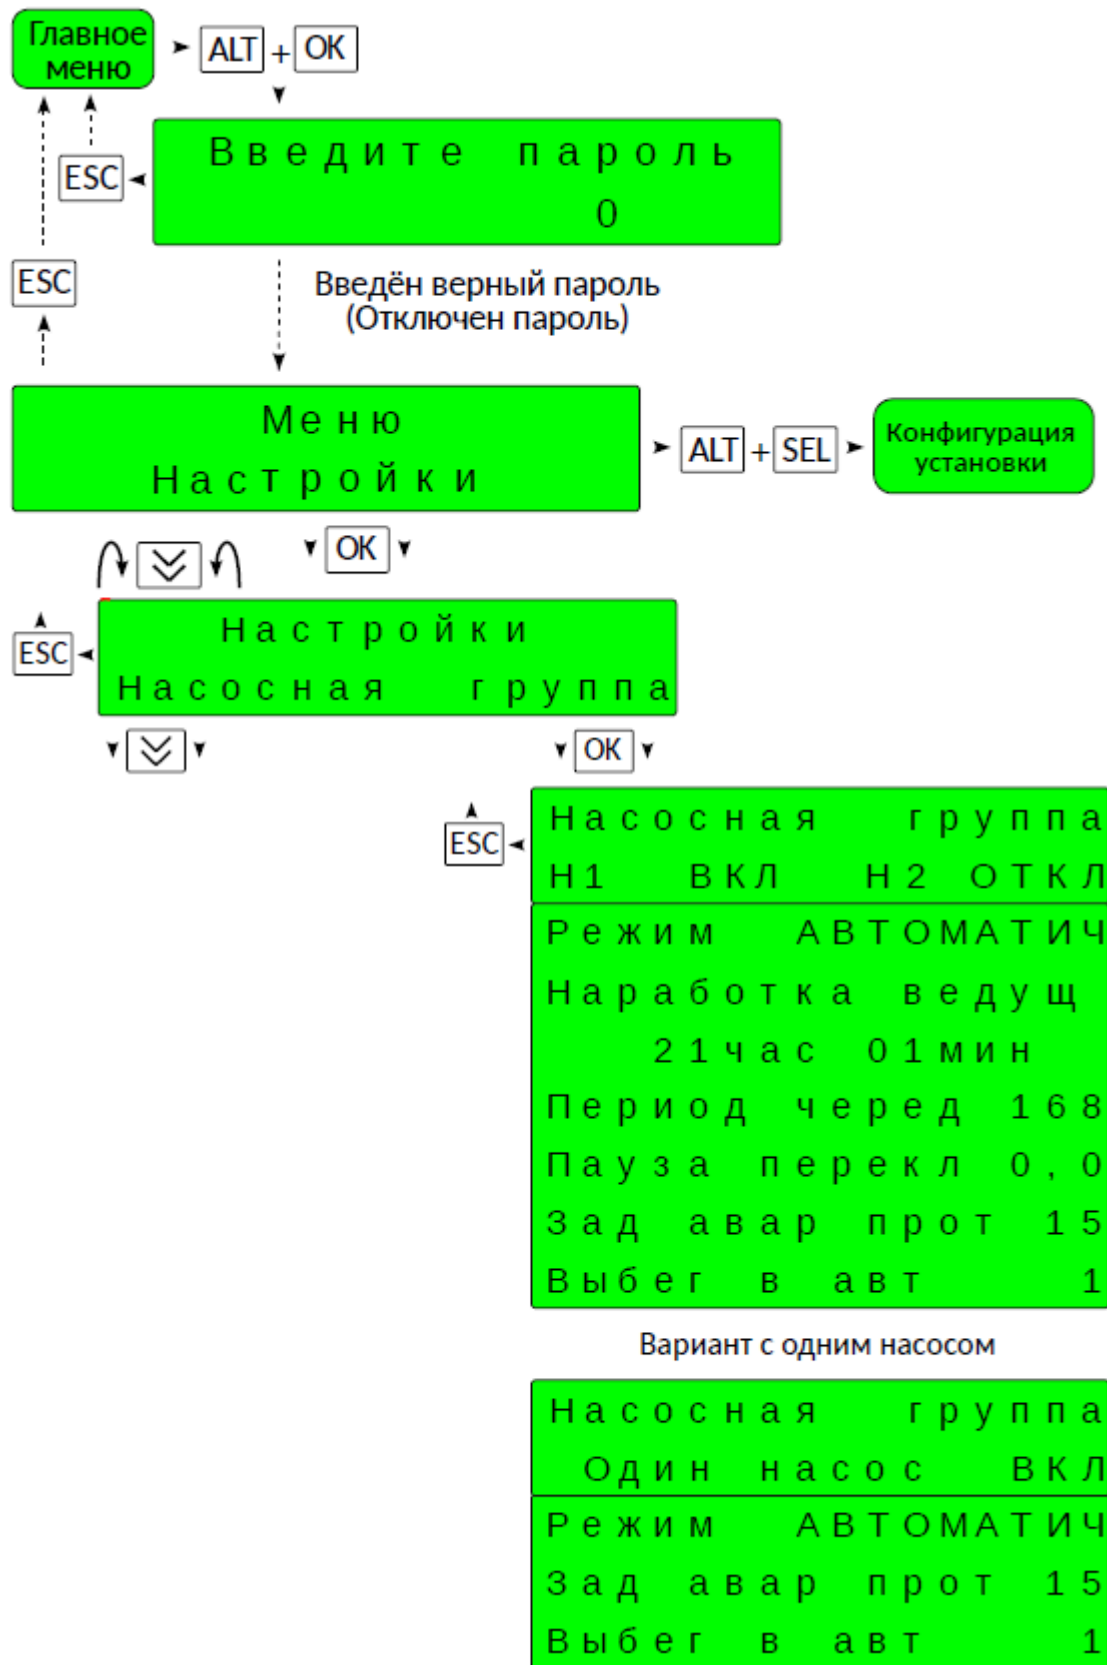 Главное
меню
ALT + OK
Введите пароль
ESC
0
ESC
Введён верный пароль
(Отключен пароль)
Меню
Настройки
ALT + SEL
Конфигурация
установки
OK
Настройки
ESC
Насосная группа
OK
Насосная группа
ESC
Н1 ВКЛ Н2 ОТКЛ
Режим АВТОМАТИЧ
Наработка ведущ
21час 01мин
Период черед 168
Пауза перекл 0,0
Зад авар прот 15
Выбег в авт 1
Вариант с одним насосом
Насосная группа
Один насос ВКЛ
Режим АВТОМАТИЧ
Зад авар прот 15
Выбег в авт 1